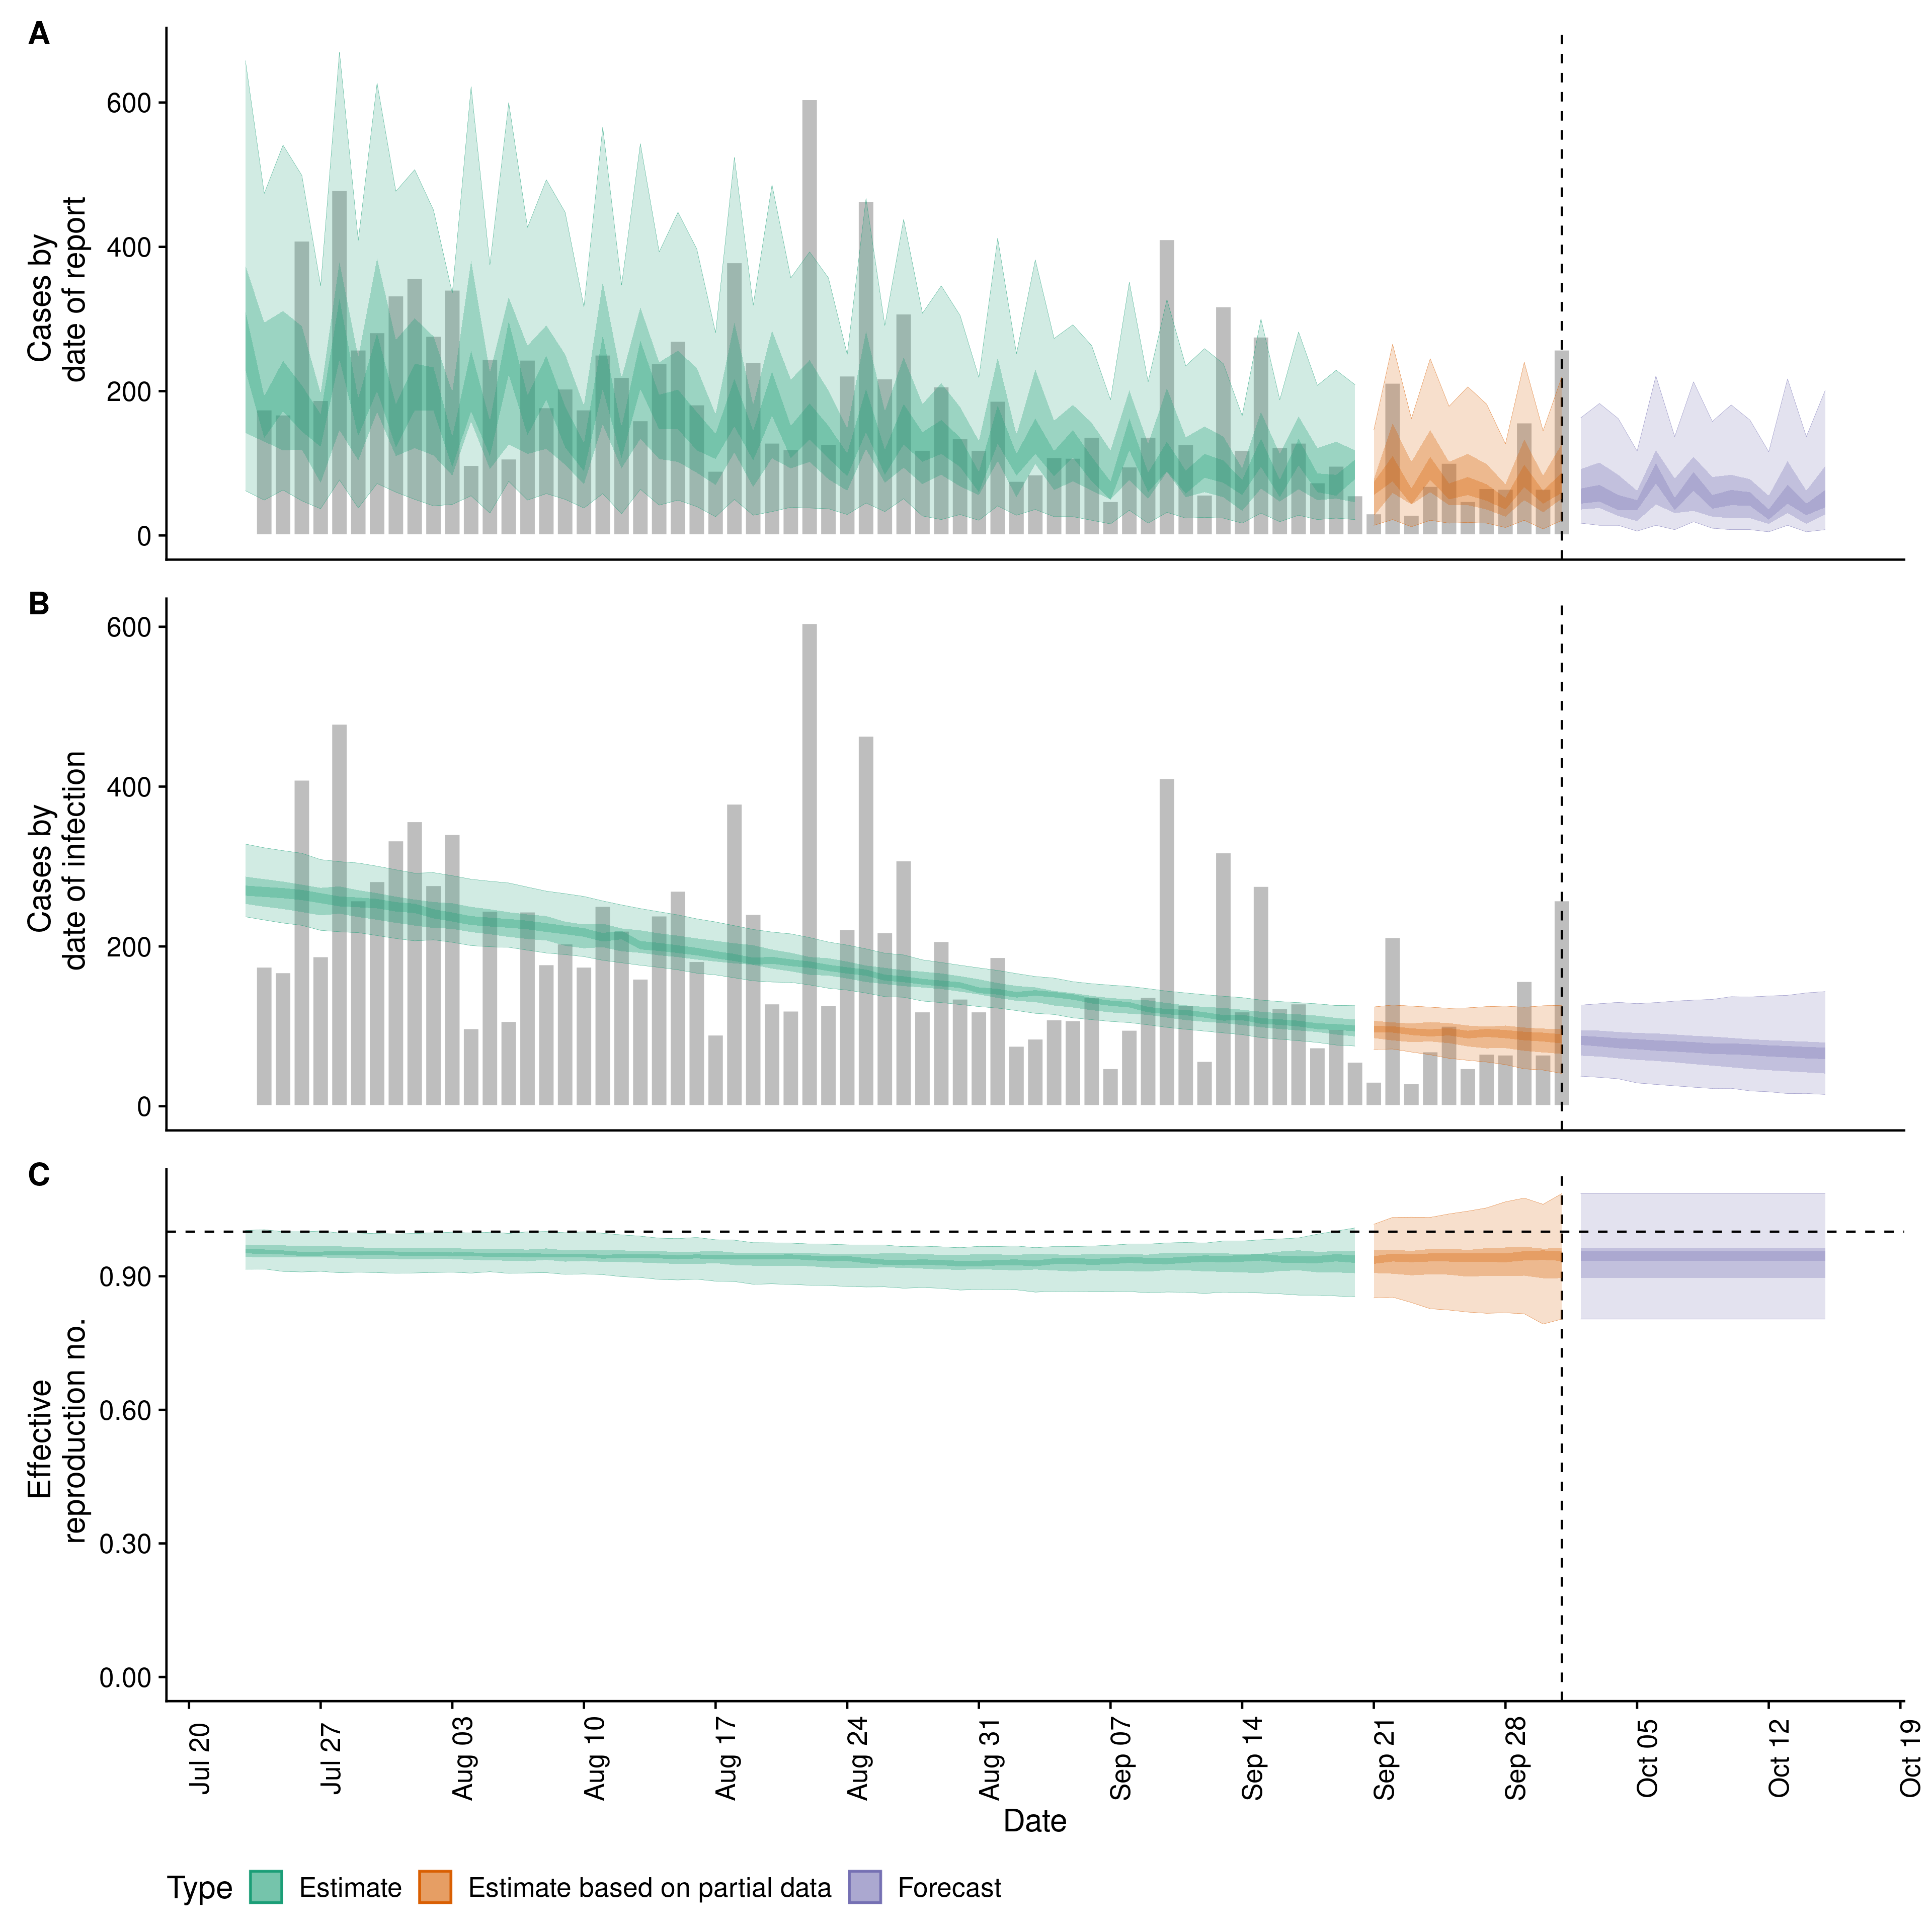 A
600
400
200
0
Cases by
date of report
B
600
400
200
0
Cases by
date of infection
C
0.90
0.60
0.30
0.00
Effective
reproduction no.
Jul 20
Jul 27
Aug 03
Aug 10
Aug 17
Aug 24
Aug 31
Sep 07
Sep 14
Sep 21
Sep 28
Oct 05
Oct 12
Oct 19
Date
Type Estimate Estimate based on partial data Forecast